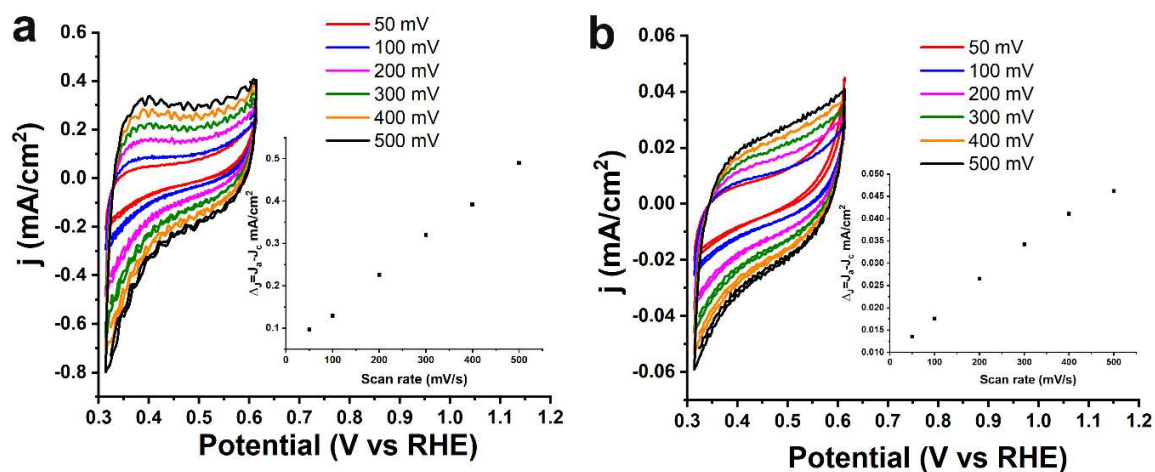 a
50 mV
100 mV
200 mV
300 mV
400 mV
500 mV
0.6
0.4
0.2
0.0
-0.2
-0.4
-0.6
-0.8
j (mA/cm2)
0.5
0.4
0.3
0.2
0.1
ΔJ=Ja-Jc mA/cm2
0 100 200 300 400 500
Scan rate (mV/s)
0.3 0.4 0.5 0.6 0.7 0.8 0.9 1.0 1.1 1.2
Potential (V vs RHE)
b
50 mV
100 mV
200 mV
300 mV
400 mV
500 mV
0.06
0.04
0.02
0.00
-0.02
-0.04
-0.06
j (mA/cm2)
0.050
0.045
0.040
0.035
0.030
0.025
0.020
0.015
0.010
ΔJ=Ja-Jc mA/cm2
0 100 200 300 400 500
Scan rate (mV/s)
0.3 0.4 0.5 0.6 0.7 0.8 0.9 1.0 1.1 1.2
Potential (V vs RHE)